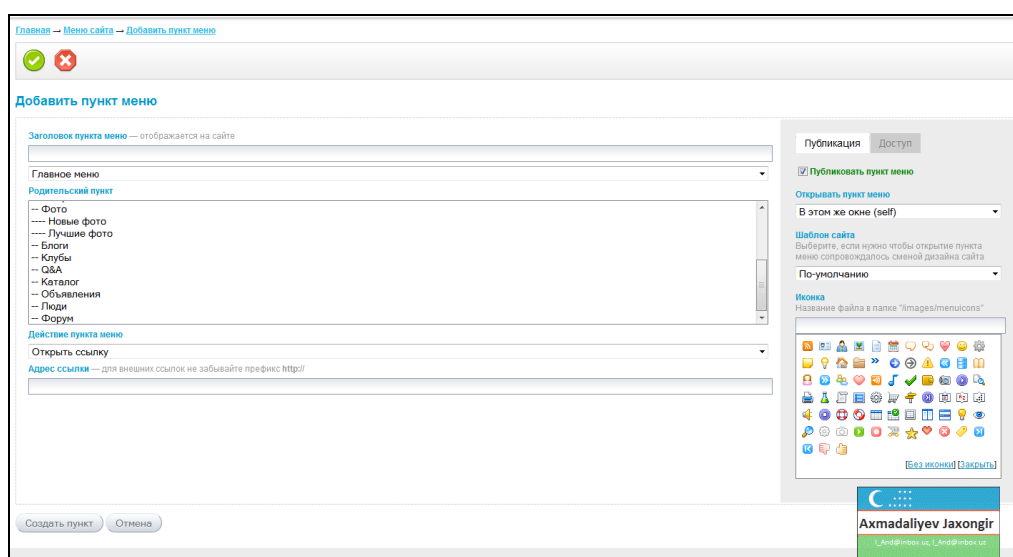 Главная → Меню сайта → Добавить пункт меню
Добавить пункт меню
Заголовок пункта меню — отображается на сайте
Главное меню
Родительский пункт
-- Фото
---- Новые фото
---- Лучшие фото
-- Блоги
-- Клубы
-- Q&A
-- Каталог
-- Объявления
-- Люди
-- Форум
Действие пункта меню
Открыть ссылку
Адрес ссылки — для внешних ссылок не забывайте префикс http://
Создать пункт
Отмена
Публикация
Доступ
Публиковать пункт меню
Открывать пункт меню
В этом же окне (self)
Шаблон сайта
Выберите, если нужно чтобы открытие пункта
меню сопровождалось сменой дизайна сайта
По-умолчанию
Иконка
Название файла в папке "/images/menuicons"
[Без иконки] [Закрыть]
Axmadaliyev Jaxongir